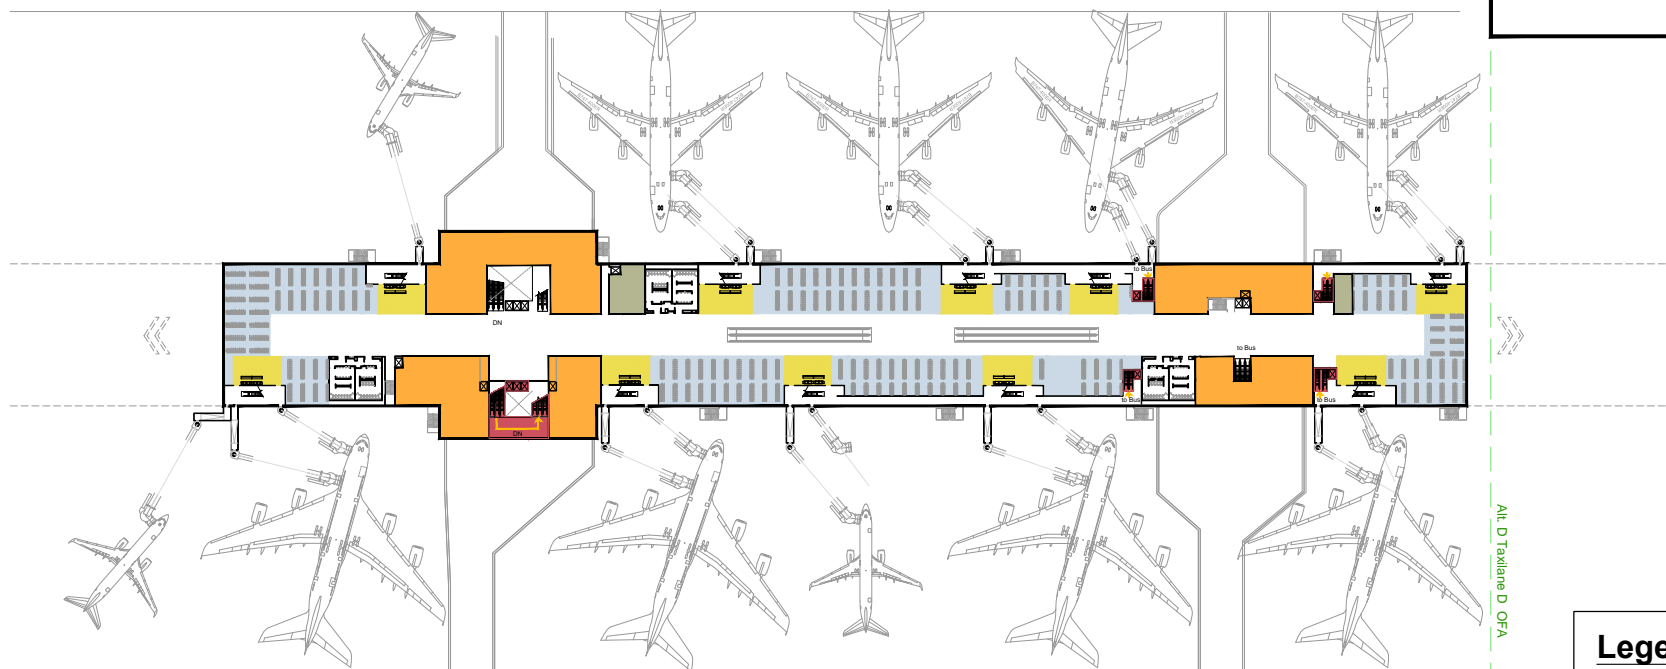 to Bus
DN
to Bus
to Bus
to Bus
DN
Alt. D Taxilane D OFA
Lege